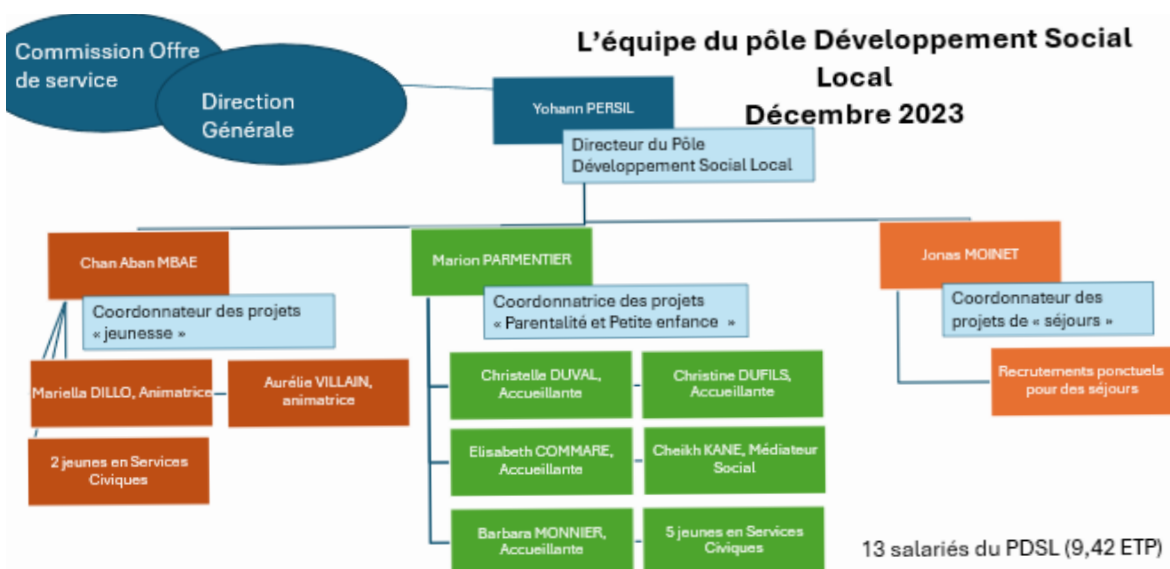 Commission Offre
de service
Direction
Générale
L'équipe du pôle Développement Social
Local
Décembre 2023
Yohann PERSIL
Directeur du Pôle
Développement Social Local
Chan Aban MBAE
Coordonnateur des projets
« jeunesse »
Mariella DILLO, Animatrice
Aurélie VILLAIN,
animatrice
2 jeunes en Services
Civiques
Marion PARMENTIER
Coordonnatrice des projets
« Parentalité et Petite enfance »
Christelle DUVAL,
Accueillante
Christine DUFILS,
Accueillante
Elisabeth COMMARE,
Accueillante
Cheikh KANE, Médiateur
Social
Barbara MONNIER,
Accueillante
5 jeunes en Services
Civiques
Jonas MOINET
Coordonnateur des
projets de « séjours »
Recrutements ponctuels
pour des séjours
13 salariés du PDSL (9,42 ETP)